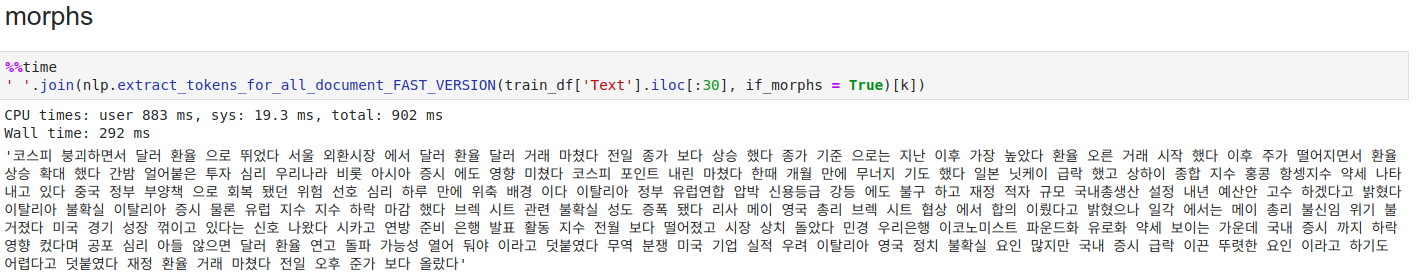 morphs
%%time
' '.join(nlp.extract_tokens_for_all_document_FAST_VERSION(train_df['Text'].iloc[:30], if_morphs = True)[k])
CPU times: user 883 ms, sys: 19.3 ms, total: 902 ms
Wall time: 292 ms
'코스피 붕괴하면서 달러 환율 으로 뛰었다 서울 외환시장 에서 달러 환율 달러 거래 마쳤다 전일 종가 보다 상승 했다 종가 기준 으로는 지난 이후 가장 높았다 환율 오른 거래 시작 했다 이후 주가 떨어지면서 환율
상승 확대 했다 간밤 얼어붙은 투자 심리 우리나라 비롯 아시아 증시 에도 영향 미쳤다 코스피 포인트 내린 마쳤다 한때 개월 만에 무너지 기도 했다 일본 닛케이 급락 했고 상하이 종합 지수 홍콩 항셍지수 약세 나타
내고 있다 중국 정부 부양책 으로 회복 됐던 위험 선호 심리 하루 만에 위축 배경 이다 이탈리아 정부 유럽연합 압박 신용등급 강등 에도 불구 하고 재정 적자 규모 국내총생산 설정 내년 예산안 고수 하겠다고 밝혔다
이탈리아 불확실 이탈리아 증시 물론 유럽 지수 지수 하락 마감 했다 브렉 시트 관련 불확실 성도 증폭 됐다 리사 메이 영국 총리 브렉 시트 협상 에서 합의 이뤘다고 밝혔으나 일각 에서는 메이 총리 불신임 위기 불
거졌다 미국 경기 성장 꺾이고 있다는 신호 나왔다 시카고 연방 준비 은행 발표 활동 지수 전월 보다 떨어졌고 시장 상치 돌았다 민경 우리은행 이코노미스트 파운드화 유로화 약세 보이는 가운데 국내 증시 까지 하락
영향 컸다며 공포 심리 아들 않으면 달러 환율 연고 돌파 가능성 열어 둬야 이라고 덧붙였다 무역 분쟁 미국 기업 실적 우려 이탈리아 영국 정치 불확실 요인 많지만 국내 증시 급락 이끈 뚜렷한 요인 이라고 하기도
어렵다고 덧붙였다 재정 환율 거래 마쳤다 전일 오후 준가 보다 올랐다'